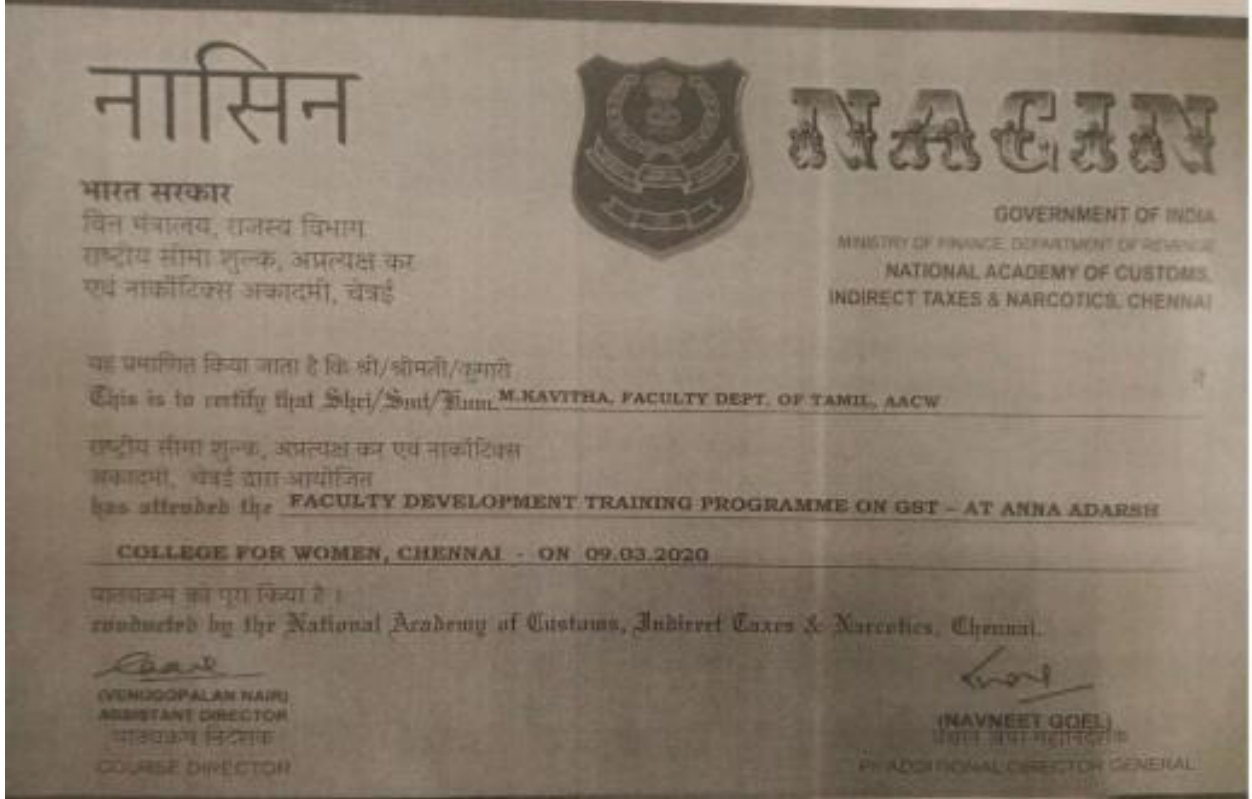 नासिन
NACIN
भारत सरकार
वित्त मंत्रालय, राजस्व विभाग
राष्ट्रीय सीमा शुल्क, अप्रत्यक्ष कर
एवं नार्कोटिक्स अकादमी, चेन्नई
GOVERNMENT OF INDIA
MINISTRY OF FINANCE, DEPARTMENT OF REVENUE
NATIONAL ACADEMY OF CUSTOMS,
INDIRECT TAXES & NARCOTICS, CHENNAI
यह प्रमाणित किया जाता है कि श्री/श्रीमती/कुमारी ने
This is to certify that Shri/Smt/Kum. M.KAVITHA, FACULTY DEPT. OF TAMIL, AACW
राष्ट्रीय सीमा शुल्क, अप्रत्यक्ष कर एवं नार्कोटिक्स
अकादमी, चेन्नई द्वारा आयोजित
has attended the FACULTY DEVELOPMENT TRAINING PROGRAMME ON GST - AT ANNA ADARSH
COLLEGE FOR WOMEN, CHENNAI - ON 09.03.2020
पाठ्यक्रम को पूरा किया है ।
conducted by the National Academy of Customs, Indirect Taxes & Narcotics, Chennai.
(VENUGOPALAN NAIR)
ASSISTANT DIRECTOR
पाठ्यक्रम निदेशक
COURSE DIRECTOR
(NAVNEET GOEL)
ADDITIONAL DIRECTOR GENERAL